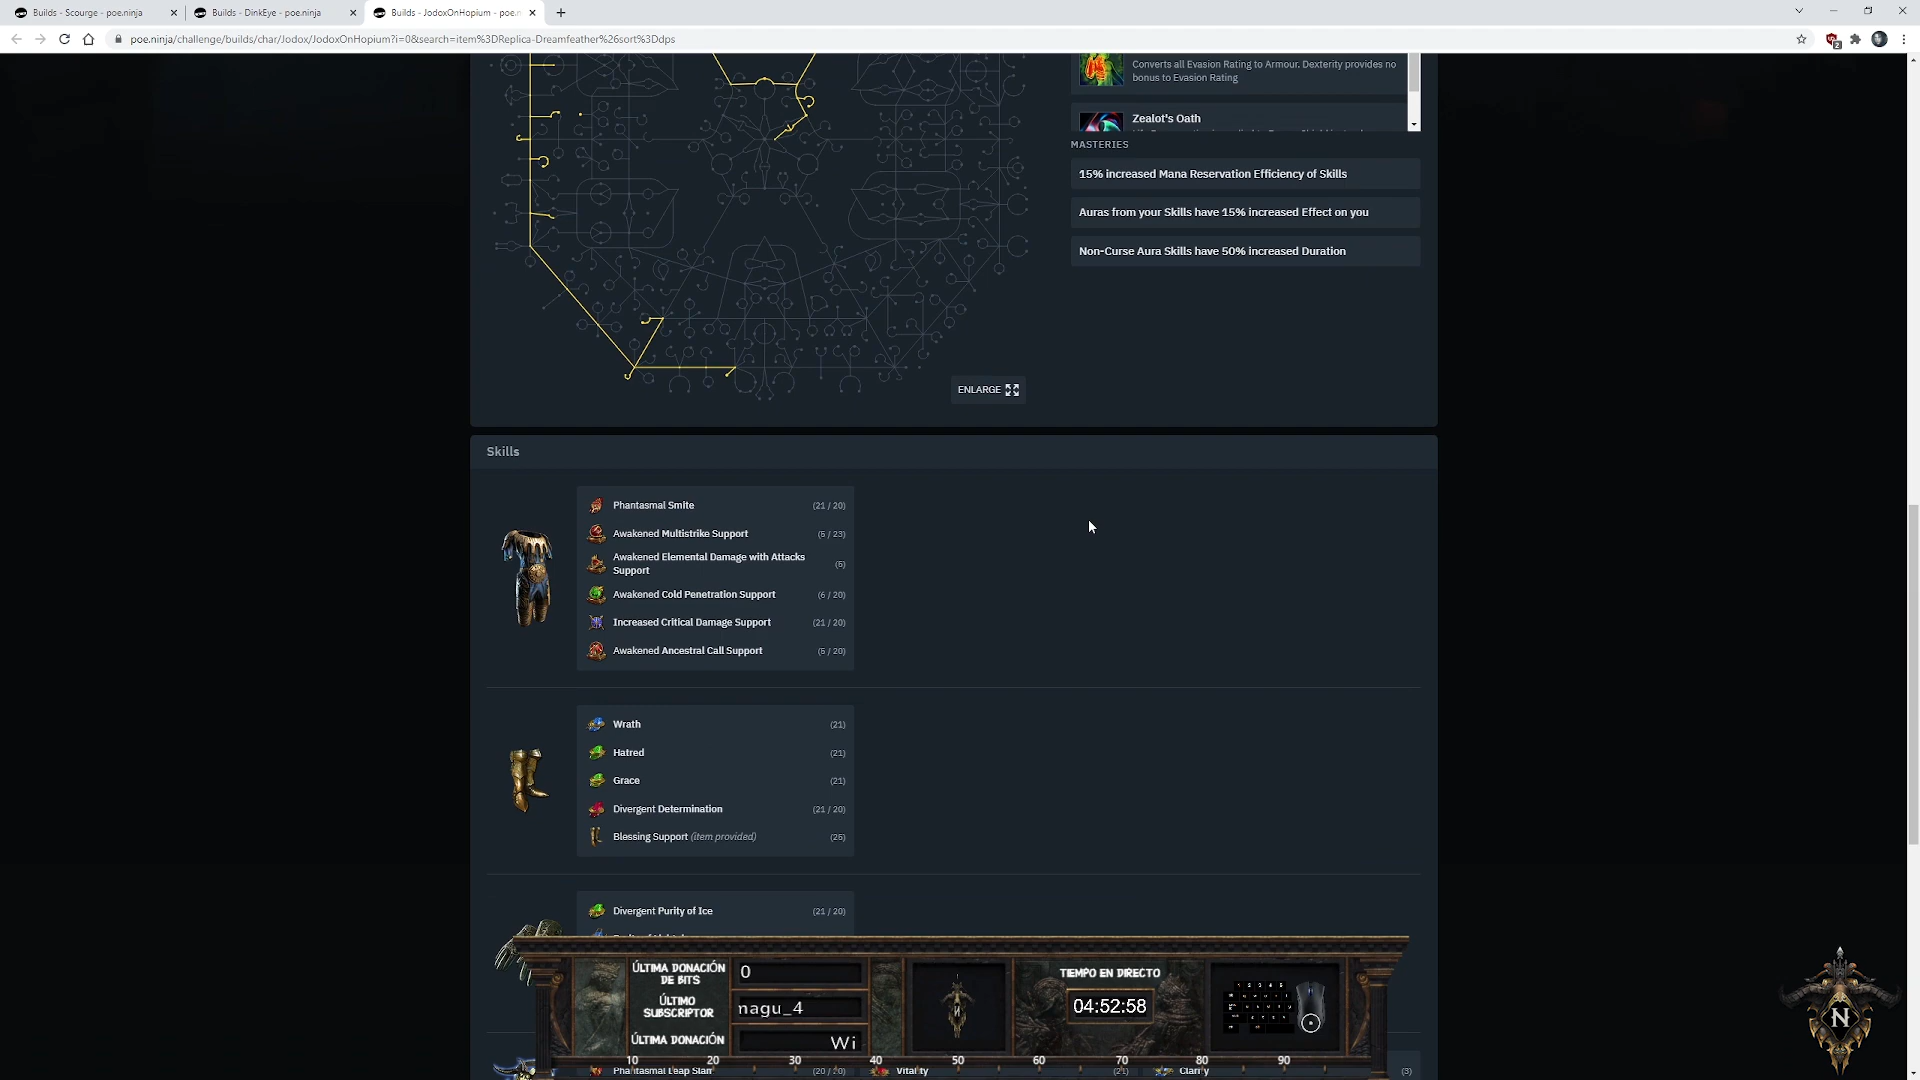 Builds - Scourge - poe.ninja
Builds - DinkEye - poe.ninja
Builds - JodoxOnHopium - poe.n
poe.ninja/challenge/builds/char/Jodox/JodoxOnHopium?i=0&search=item%3DReplica-Dreamfeather%26sort%3Ddps
2
Converts all Evasion Rating to Armour. Dexterity provides no
bonus to Evasion Rating
Zealot's Oath
MASTERIES
15% increased Mana Reservation Efficiency of Skills
Auras from your Skills have 15% increased Effect on you
Non-Curse Aura Skills have 50% increased Duration
ENLARGE
Skills
Phantasmal Smite (21 / 20)
Awakened Multistrike Support (5 / 23)
Awakened Elemental Damage with Attacks
Support (5)
Awakened Cold Penetration Support (6 / 20)
Increased Critical Damage Support (21 / 20)
Awakened Ancestral Call Support (5 / 20)
Wrath (21)
Hatred (21)
Grace (21)
Divergent Determination (21 / 20)
Blessing Support (item provided) (25)
Divergent Purity of Ice (21 / 20)
ÚLTIMA DONACIÓN
DE BITS
0
ÚLTIMO
SUBSCRIPTOR
nagu_4
ÚLTIMA DONACIÓN
Wi
TIEMPO EN DIRECTO
04:52:58
N
10 20 30 40 50 60 70 80 90
Phantasmal Leap Slam (20 / 20) Vitality (21) Clarity (3)